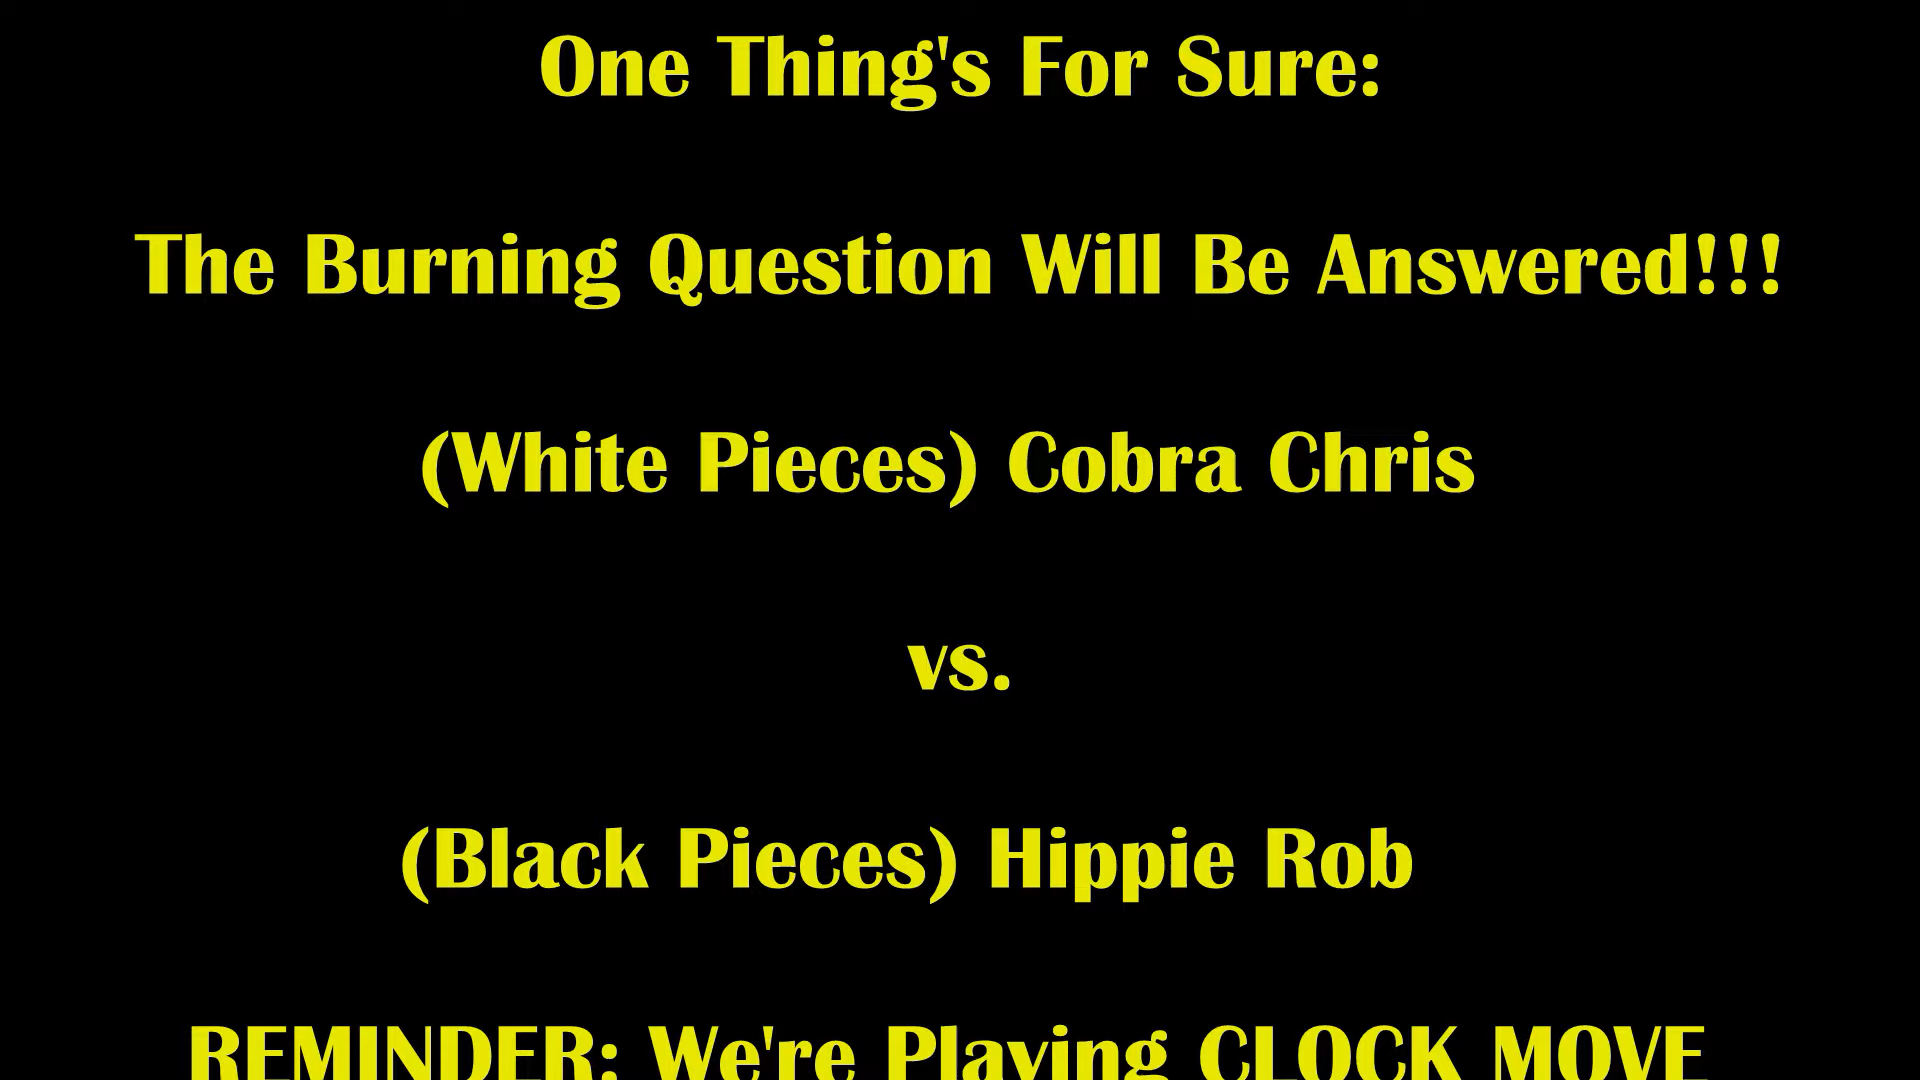 One Thing's For Sure:
The Burning Question Will Be Answered!!!
(White Pieces) Cobra Chris
vs.
(Black Pieces) Hippie Rob
REMINDER: We're Playing CLOCK MOVE